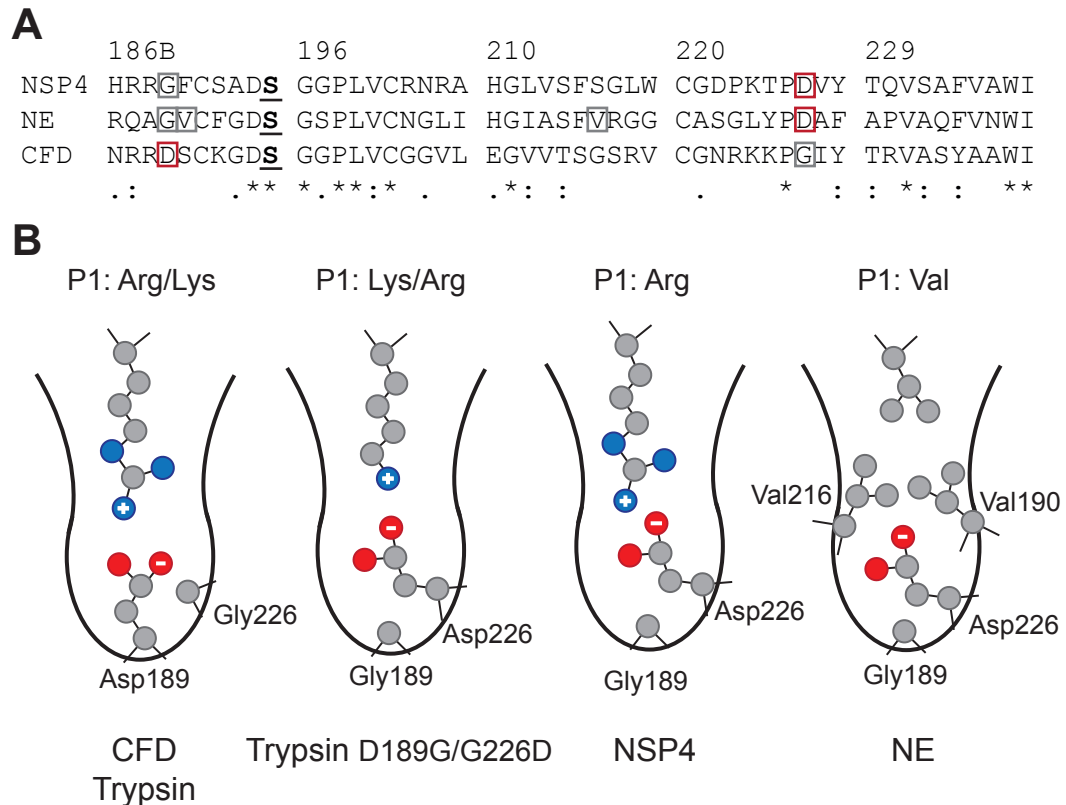 A
186B 196 210 220 229
NSP4 HRRGFCSADS GGPLVCRNRA HGLVSFSGLW CGDPKTPDVY TQVSAFVAWI
NE RQAGVCFGDS GSPLVCNGLI HGIASFVRGG CASGLYPDAF APVAQFVNWI
CFD NRRDSCKGDS GGPLVCGGVL EGVVTSGSRV CGNRKKPGIY TRVASYAAWI
.: .** *.**:* . .*: : . * : : *: : **
B
P1: Arg/Lys P1: Lys/Arg P1: Arg P1: Val
Val216 Val190
Gly226 Asp226 Asp226 Asp226
Asp189 Gly189 Gly189 Gly189
CFD Trypsin D189G/G226D NSP4 NE
Trypsin